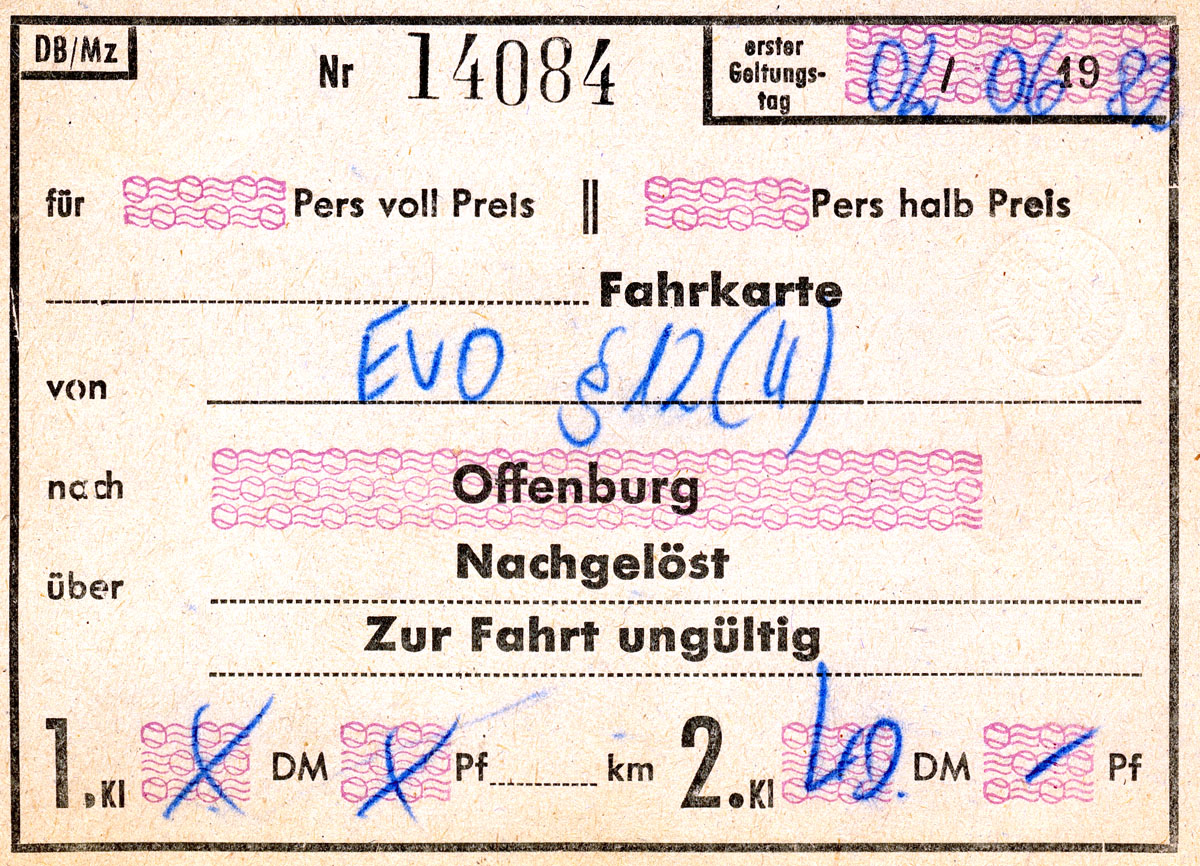 DB/Mz
Nr 14084
erster Geltungs-
tag
04 / 06 19 82
für Pers voll Preis || Pers halb Preis
Fahrkarte
von EVO § 12 (4)
nach Offenburg
Nachgelöst
über
Zur Fahrt ungültig
1. Kl X DM X Pf km 2. Kl 40. DM - Pf